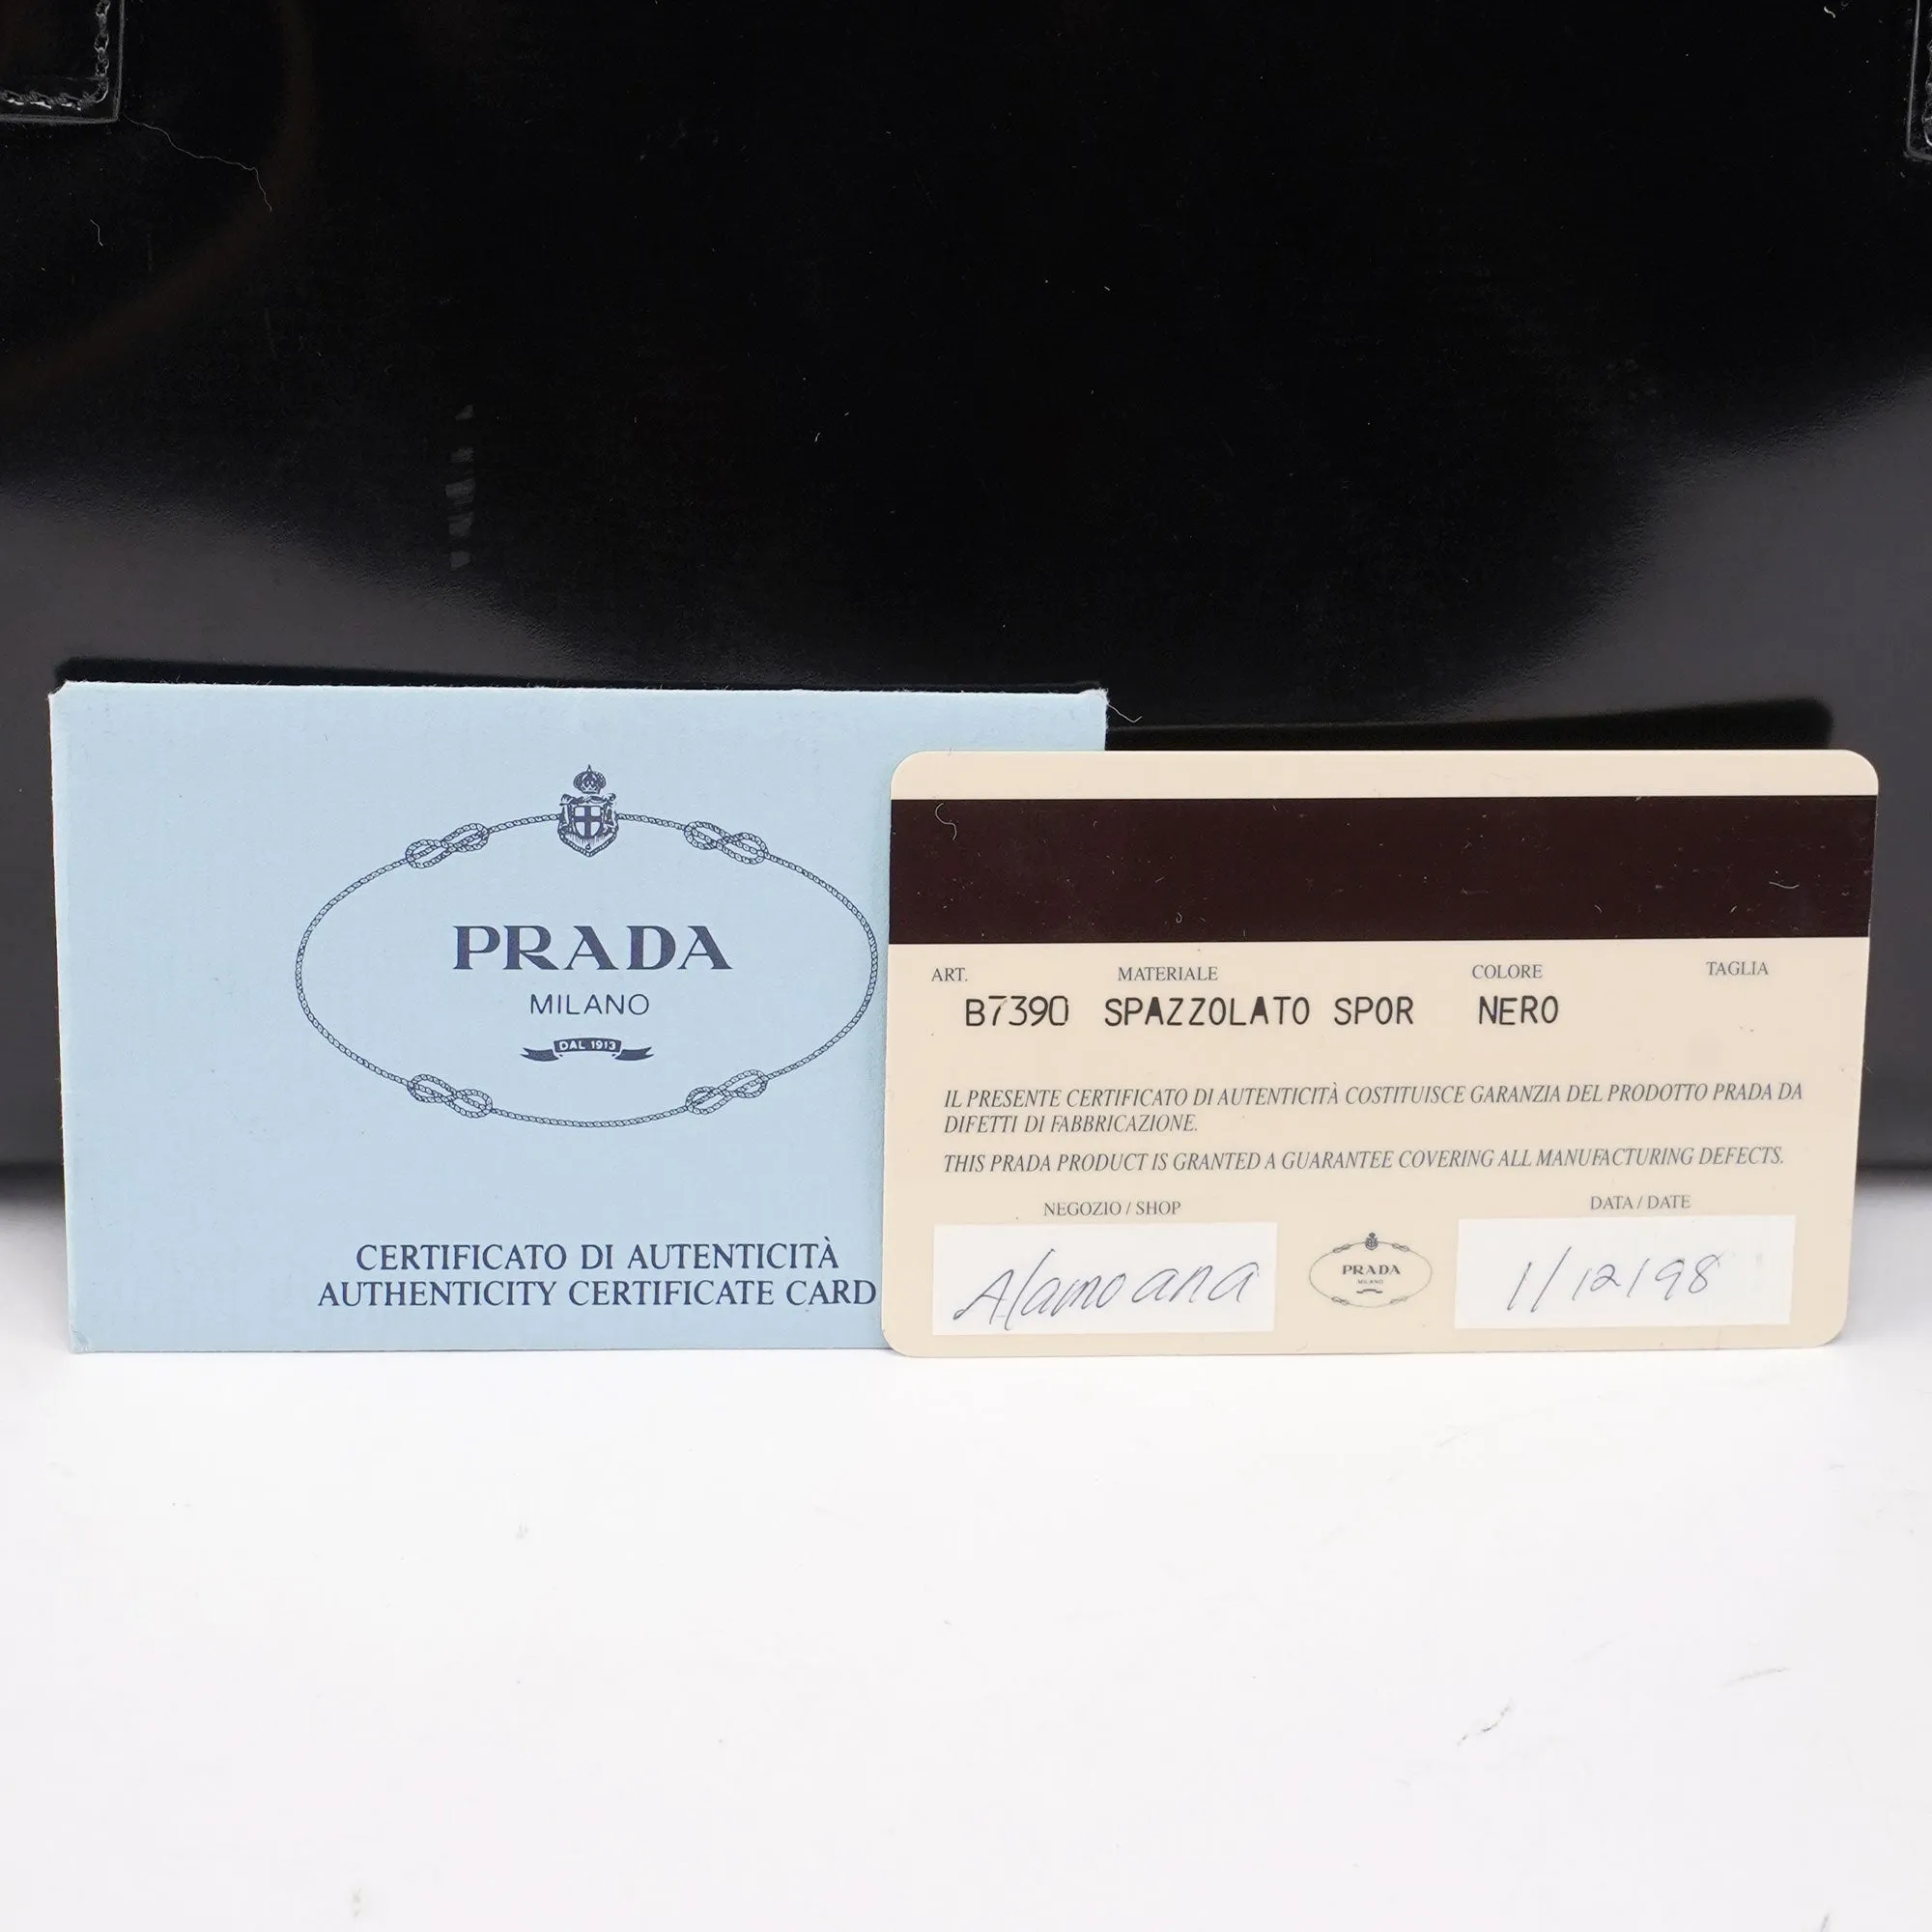 PRADA
MILANO
DAL 1913
CERTIFICATO DI AUTENTICITÀ
AUTHENTICITY CERTIFICATE CARD
ART. MATERIALE COLORE TAGLIA
B7390 SPAZZOLATO SPOR NERO
IL PRESENTE CERTIFICATO DI AUTENTICITÀ COSTITUISCE GARANZIA DEL PRODOTTO PRADA DA
DIFETTI DI FABBRICAZIONE.
THIS PRADA PRODUCT IS GRANTED A GUARANTEE COVERING ALL MANUFACTURING DEFECTS.
NEGOZIO / SHOP DATA / DATE
Alamoana 1/12/98
PRADA
MILANO